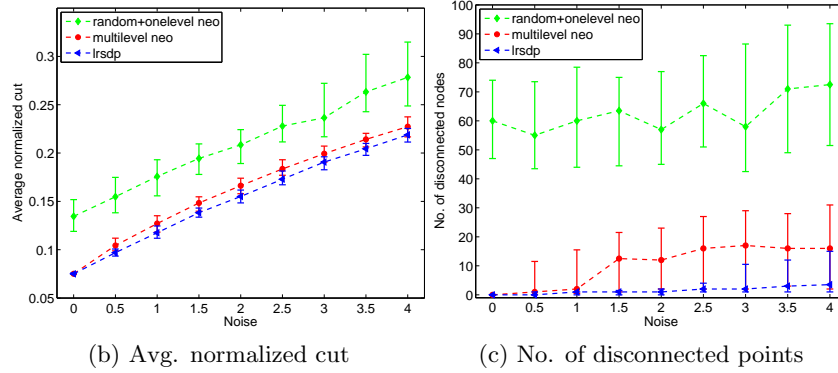 random+onelevel neo
multilevel neo
lrsdp
Average normalized cut
0.3
0.25
0.2
0.15
0.1
0.05
0 0.5 1 1.5 2 2.5 3 3.5 4
Noise
(b) Avg. normalized cut
random+onelevel neo
multilevel neo
lrsdp
No. of disconnected nodes
100
90
80
70
60
50
40
30
20
10
0
0 0.5 1 1.5 2 2.5 3 3.5 4
Noise
(c) No. of disconnected points